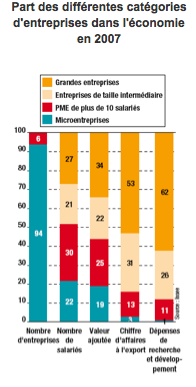 Part des différentes catégories
d'entreprises dans l'économie
en 2007
Grandes entreprises
Entreprises de taille intermédiaire
PME de plus de 10 salariés
Microentreprises
100
90
80
70
60
50
40
30
20
10
0
6
94
27
21
30
22
34
22
25
19
53
31
13
62
26
11
Nombre
d'entreprises
Nombre
de
salariés
Valeur
ajoutée
Chiffre
d'affaires
à l'export
Dépenses
de
recherche
et dévelop-
pement